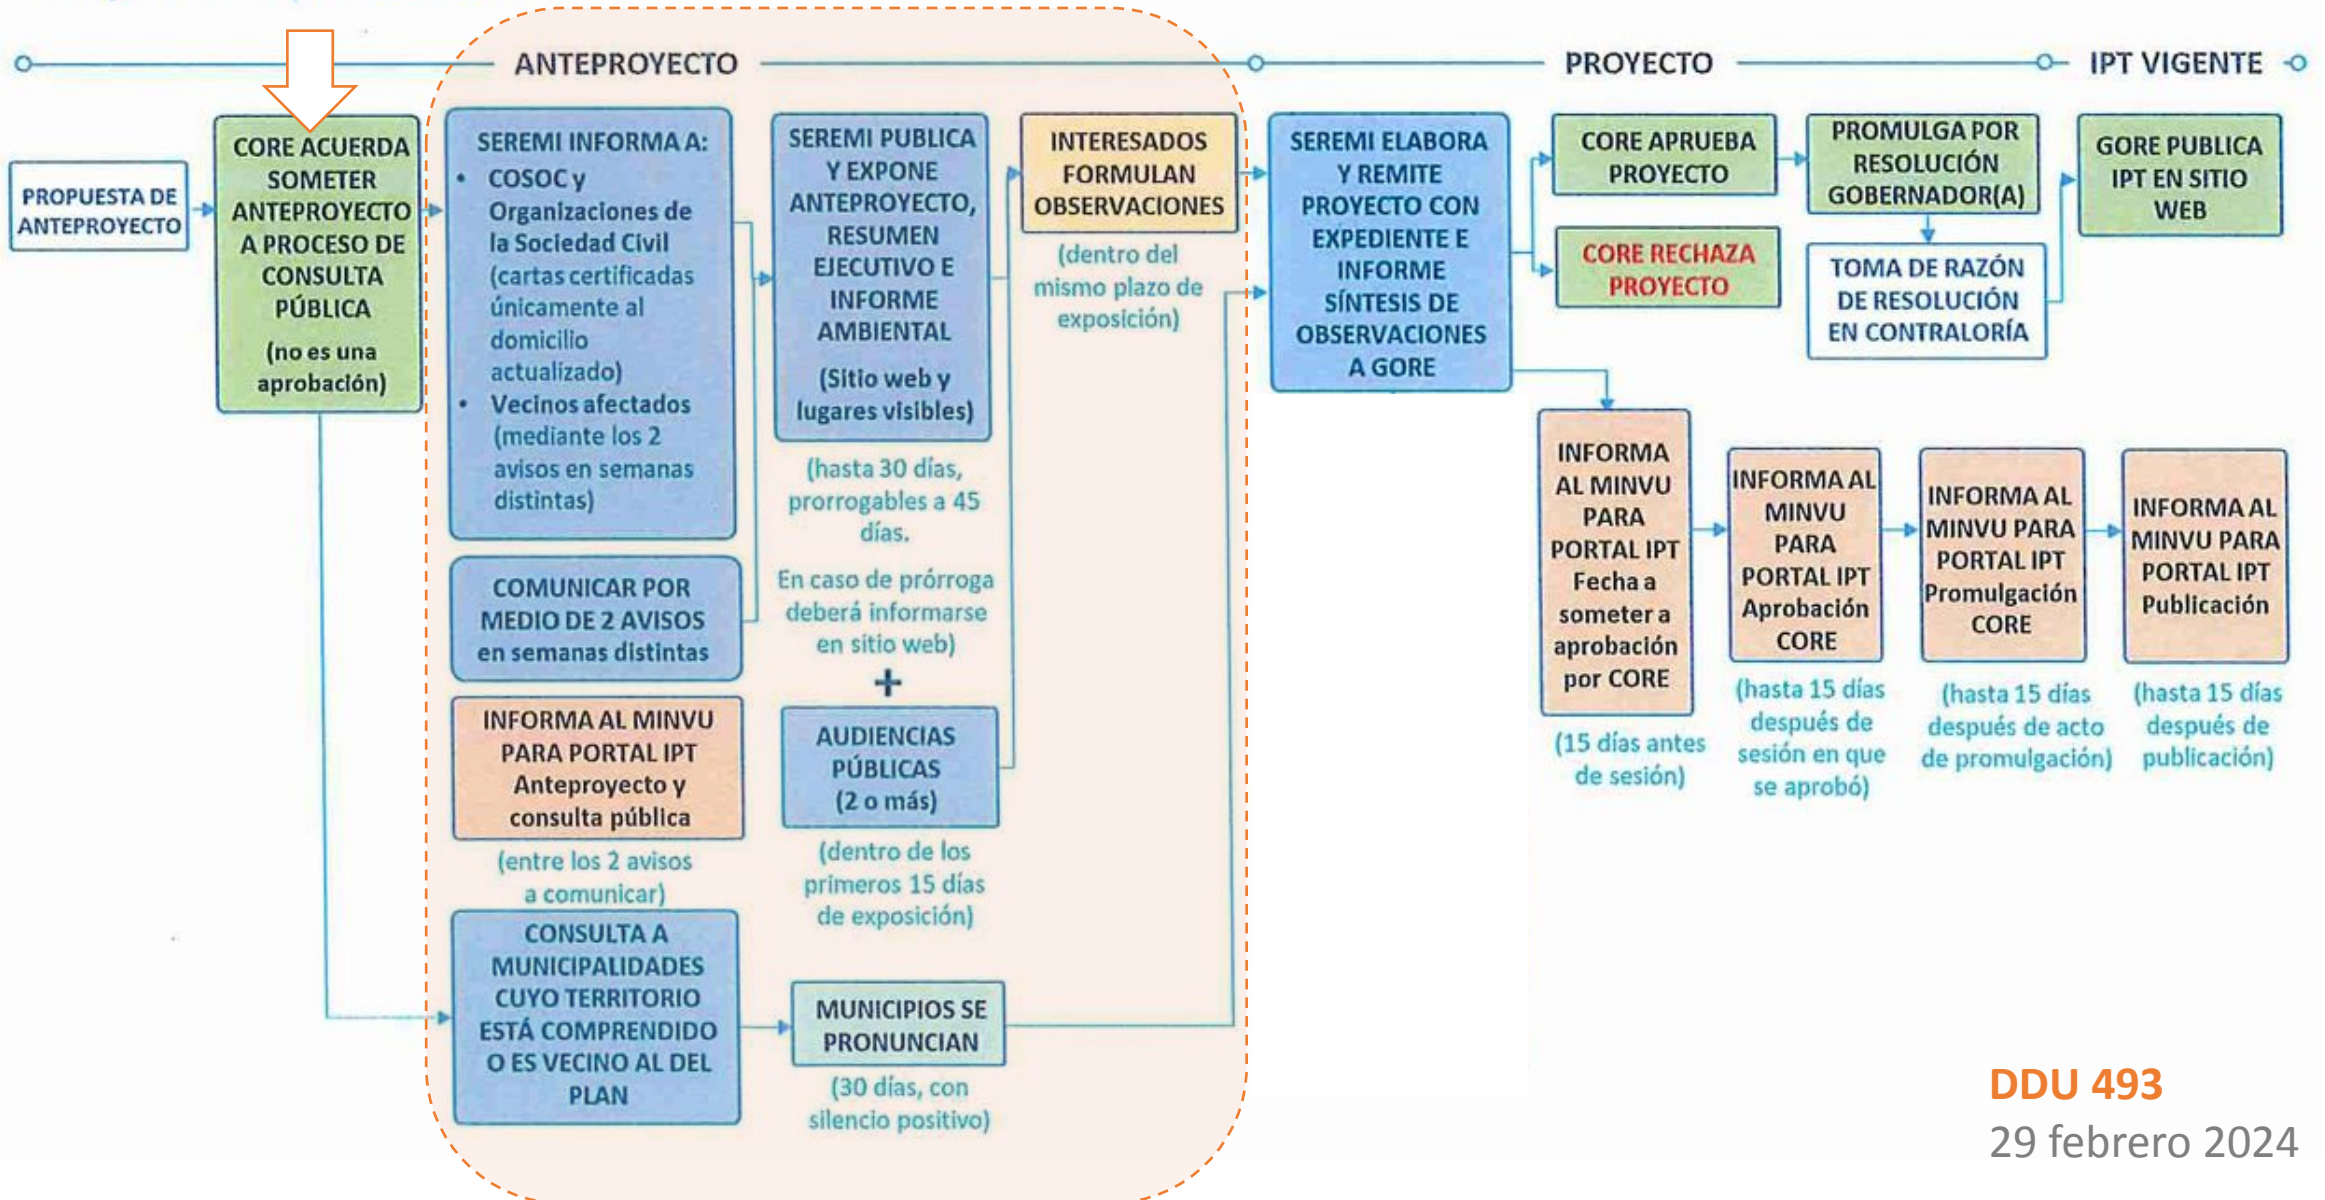 ANTEPROYECTO
PROYECTO
IPT VIGENTE
PROPUESTA DE
ANTEPROYECTO
CORE ACUERDA
SOMETER
ANTEPROYECTO
A PROCESO DE
CONSULTA
PÚBLICA
(no es una
aprobación)
SEREMI INFORMA A:
• COSOC y
Organizaciones de
la Sociedad Civil
(cartas certificadas
únicamente al
domicilio
actualizado)
• Vecinos afectados
(mediante los 2
avisos en semanas
distintas)
COMUNICAR POR
MEDIO DE 2 AVISOS
en semanas distintas
INFORMA AL MINVU
PARA PORTAL IPT
Anteproyecto y
consulta pública
(entre los 2 avisos
a comunicar)
CONSULTA A
MUNICIPALIDADES
CUYO TERRITORIO
ESTÁ COMPRENDIDO
O ES VECINO AL DEL
PLAN
SEREMI PUBLICA
Y EXPONE
ANTEPROYECTO,
RESUMEN
EJECUTIVO E
INFORME
AMBIENTAL
(Sitio web y
lugares visibles)
(hasta 30 días,
prorrogables a 45
días.
En caso de prórroga
deberá informarse
en sitio web)
+
AUDIENCIAS
PÚBLICAS
(2 o más)
(dentro de los
primeros 15 días
de exposición)
MUNICIPIOS SE
PRONUNCIAN
(30 días, con
silencio positivo)
INTERESADOS
FORMULAN
OBSERVACIONES
(dentro del
mismo plazo de
exposición)
SEREMI ELABORA
Y REMITE
PROYECTO CON
EXPEDIENTE E
INFORME
SÍNTESIS DE
OBSERVACIONES
A GORE
CORE APRUEBA
PROYECTO
CORE RECHAZA
PROYECTO
PROMULGA POR
RESOLUCIÓN
GOBERNADOR(A)
TOMA DE RAZÓN
DE RESOLUCIÓN
EN CONTRALORÍA
GORE PUBLICA
IPT EN SITIO
WEB
INFORMA
AL MINVU
PARA
PORTAL IPT
Fecha a
someter a
aprobación
por CORE
(15 días antes
de sesión)
INFORMA AL
MINVU
PARA
PORTAL IPT
Aprobación
CORE
(hasta 15 días
después de
sesión en que
se aprobó)
INFORMA AL
MINVU PARA
PORTAL IPT
Promulgación
CORE
(hasta 15 días
después de acto
de promulgación)
INFORMA AL
MINVU PARA
PORTAL IPT
Publicación
(hasta 15 días
después de
publicación)
DDU 493
29 febrero 2024